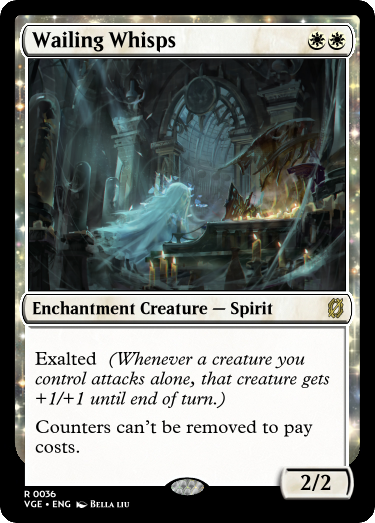 Wailing Whisps
Enchantment Creature — Spirit
Exalted (Whenever a creature you
control attacks alone, that creature gets
+1/+1 until end of turn.)
Counters can't be removed to pay
costs.
2/2
R 0036
VGE • ENG Bella Liu